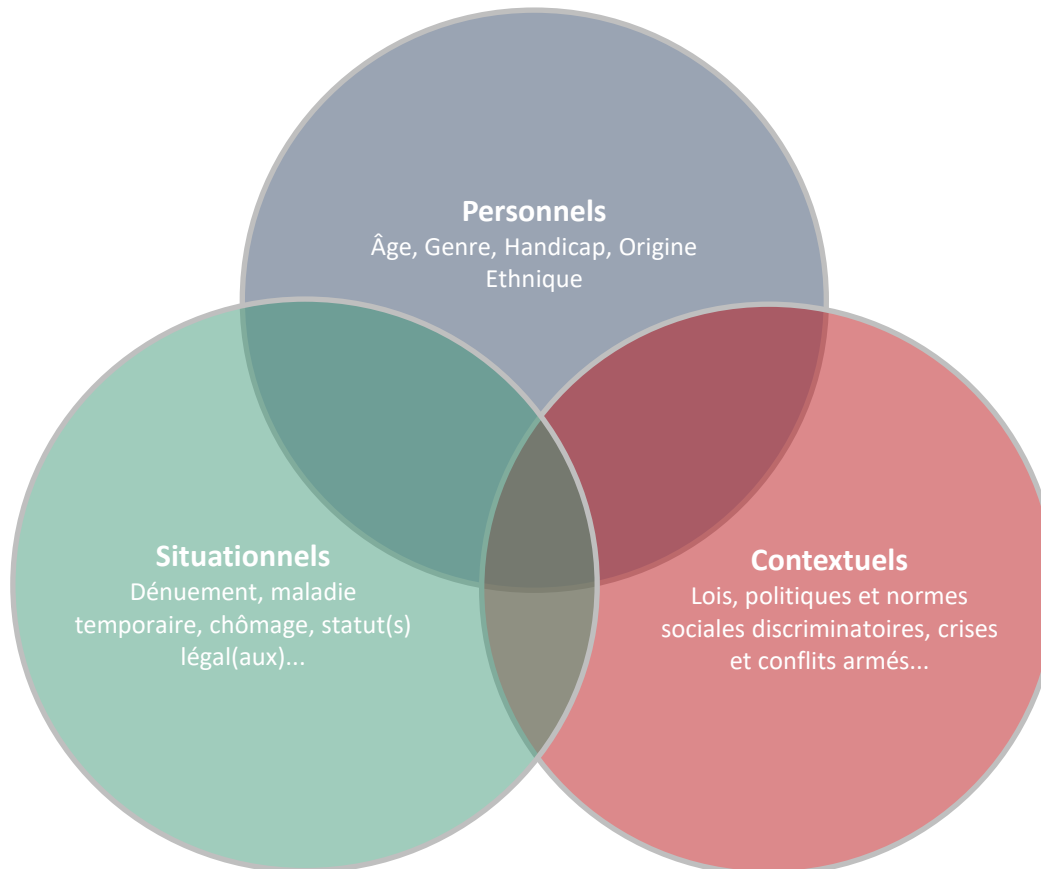 Personnels
Âge, Genre, Handicap, Origine
Ethnique
Situationnels
Dénuement, maladie
temporaire, chômage, statut(s)
légal(aux)...
Contextuels
Lois, politiques et normes
sociales discriminatoires, crises
et conflits armés...